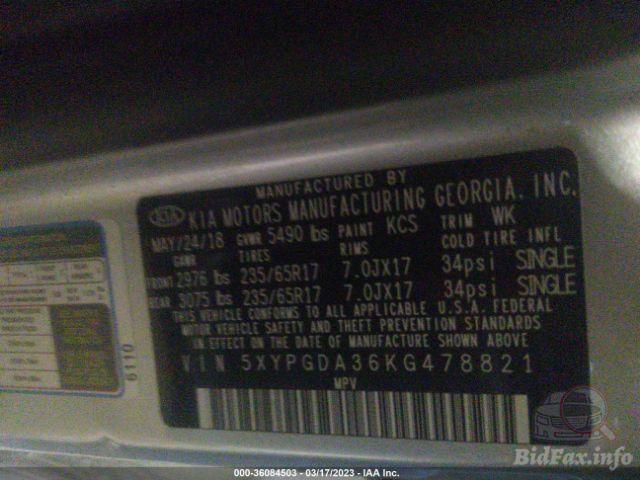 MANUFACTURED BY
KIA KIA MOTORS MANUFACTURING GEORGIA, INC.
MAY/24/18 GVWR 5490 lbs PAINT KCS TRIM WK
GAWR TIRES RIMS COLD TIRE INFL
FRONT 2976 lbs 235/65R17 7.0JX17 34psi SINGLE
REAR 3075 lbs 235/65R17 7.0JX17 34psi SINGLE
THIS VEHICLE CONFORMS TO ALL APPLICABLE U.S.A. FEDERAL
MOTOR VEHICLE SAFETY AND THEFT PREVENTION STANDARDS
IN EFFECT ON THE DATE OF MANUFACTURE SHOWN ABOVE
VIN 5XYPGDA36KG478821
MPV
6110
BidFax.info
000-36084503 - 03/17/2023 - IAA Inc.